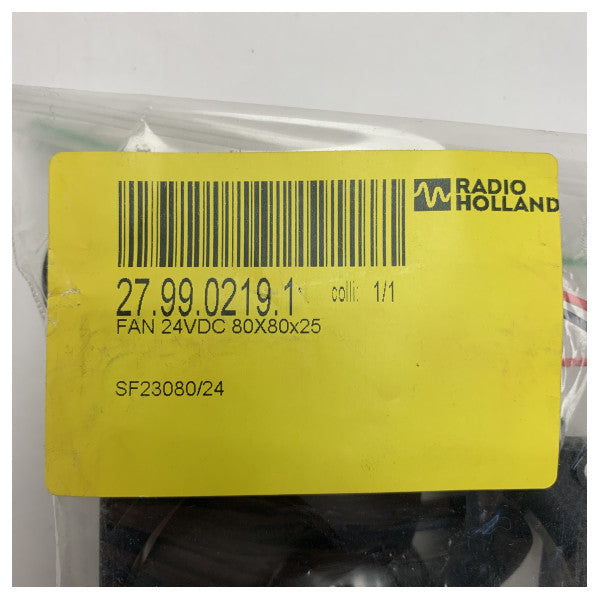 RADIO
HOLLAND
27.99.0219.1 colli: 1/1
FAN 24VDC 80X80x25
SF23080/24